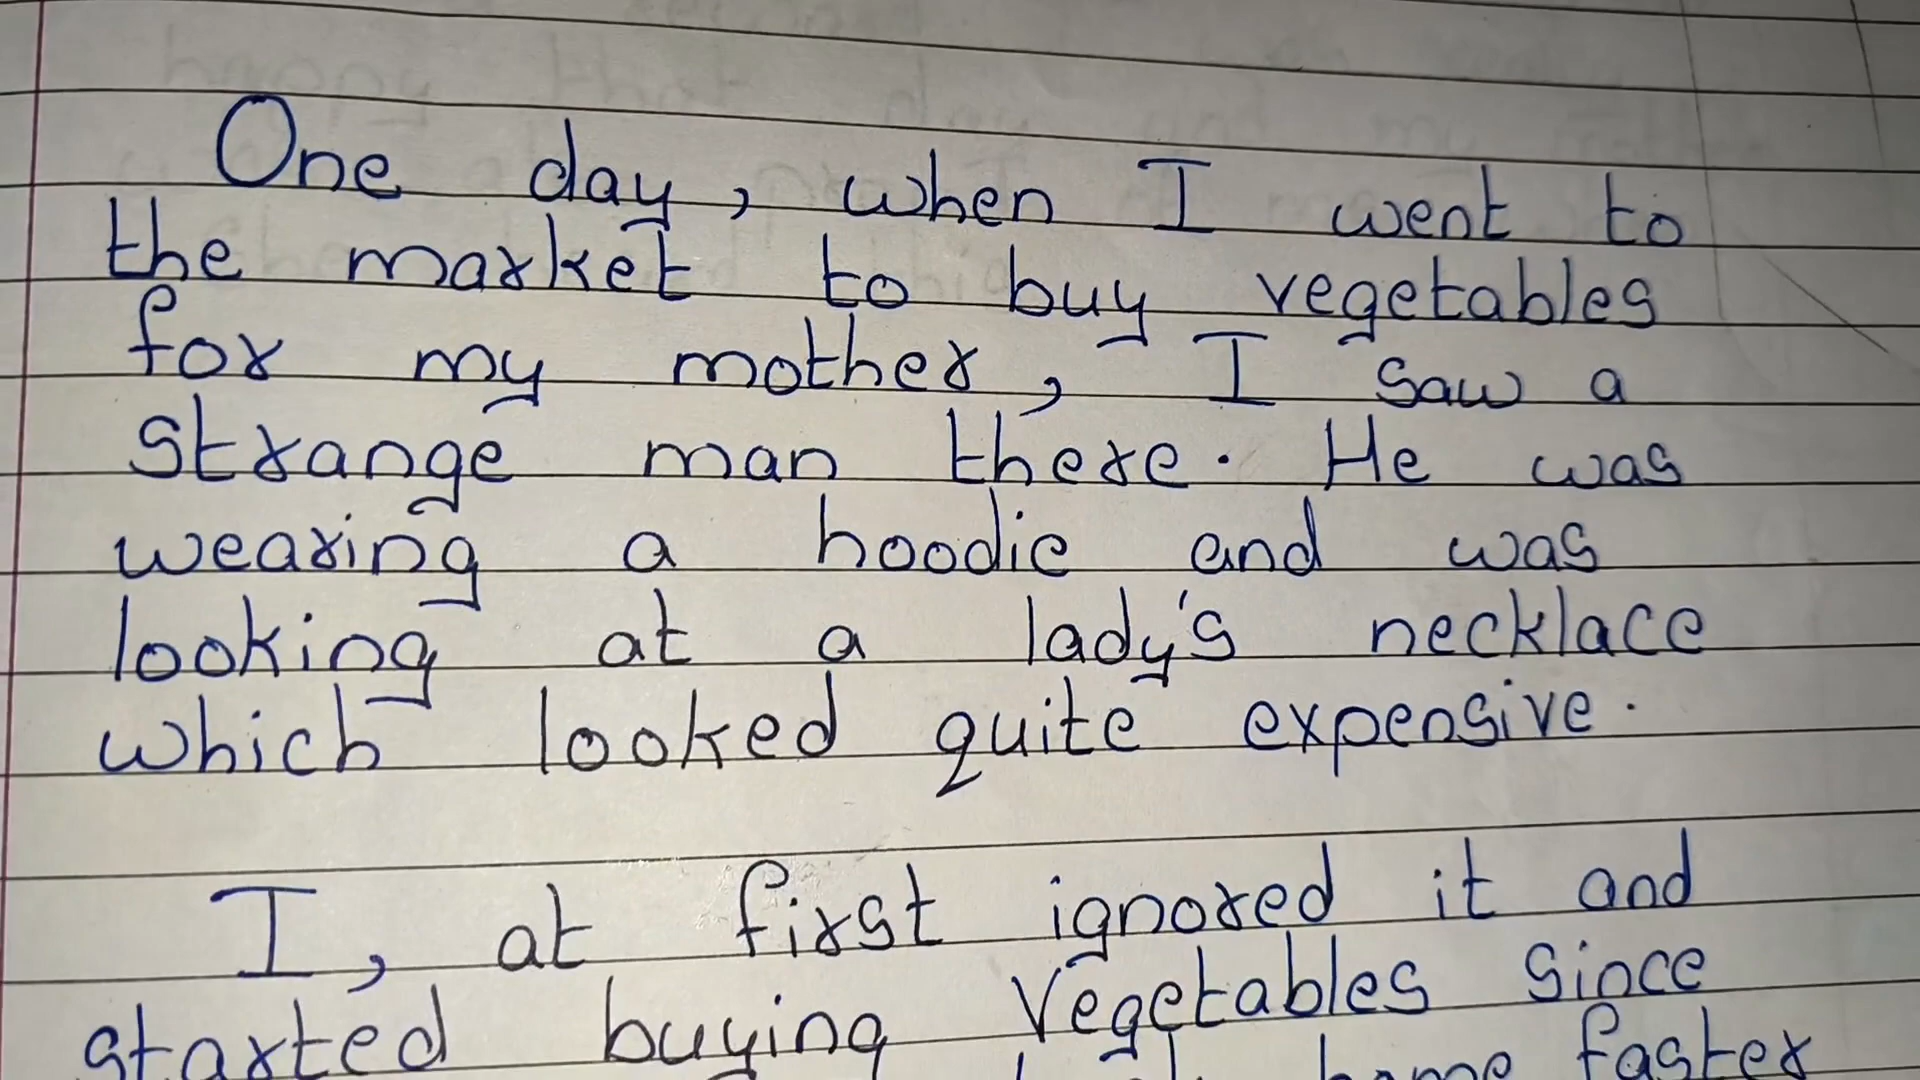 One day, when I went to
the market to buy vegetables
for my mother, I saw a
strange man there. He was
wearing a hoodie and was
looking at a lady's necklace
which looked quite expensive.
I, at first ignored it and
started buying vegetables since
home faster